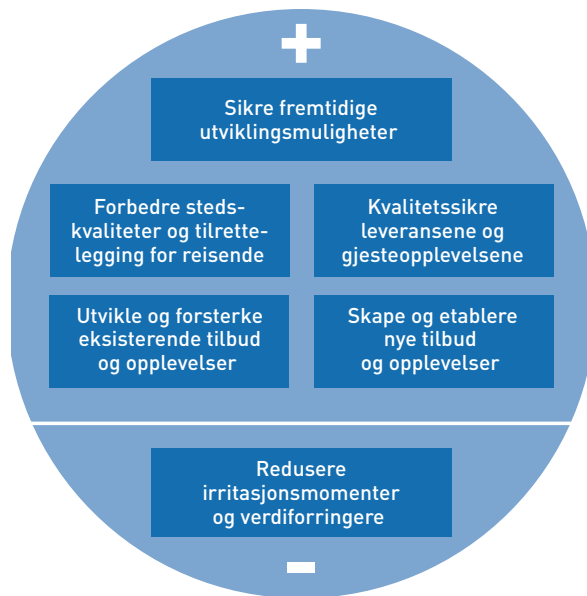 +
Sikre fremtidige
utviklingsmuligheter
Forbedre steds-
kvaliteter og tilrette-
legging for reisende
Kvalitetssikre
leveransene og
gjesteopplevelsene
Utvikle og forsterke
eksisterende tilbud
og opplevelser
Skape og etablere
nye tilbud
og opplevelser
Redusere
irritasjonsmomenter
og verdiforringere
-